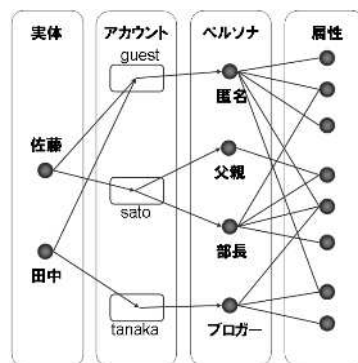 実体
アカウント
ペルソナ
属性
guest
匿名
佐藤
父親
sato
部長
田中
tanaka
ブロガー